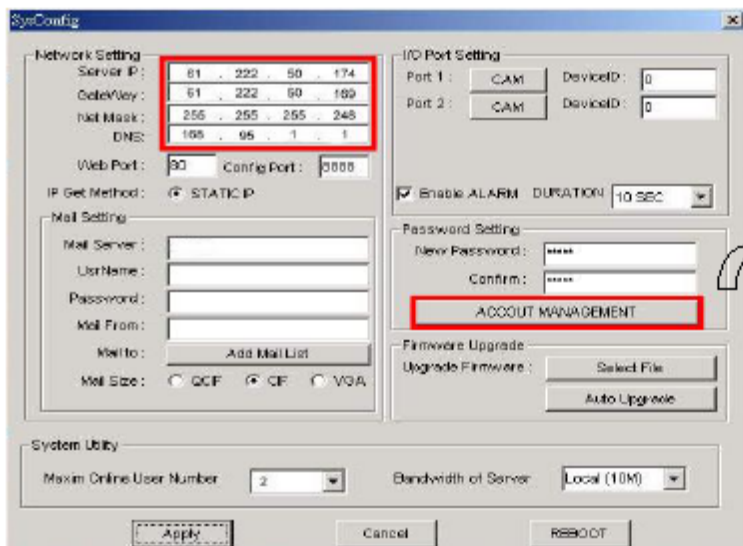 SysConfig
Network Setting
Server IP : 61 . 222 . 50 . 174
GateWay : 61 . 222 . 50 . 169
Net Mask : 255 . 255 . 255 . 248
DNS: 168 . 95 . 1 . 1
Web Port : 80 Config Port : 8888
IP Get Method : STATIC IP
Mail Setting
Mail Server :
UsrName :
Password :
Mail From :
Mail to : Add Mail List
Mail Size : QCIF CIF VGA
I/O Port Setting
Port 1 : CAM DeviceID : 0
Port 2 : CAM DeviceID : 0
Enable ALARM DURATION 10 SEC
Password Setting
New Password : *****
Confirm : *****
ACCOUT MANAGEMENT
Firmware Upgrade
Upgrade Firmware : Select File
Auto Upgrade
System Utility
Maxim Online User Number 2 Bandwidth of Server Local (10M)
Apply Cancel REBOOT